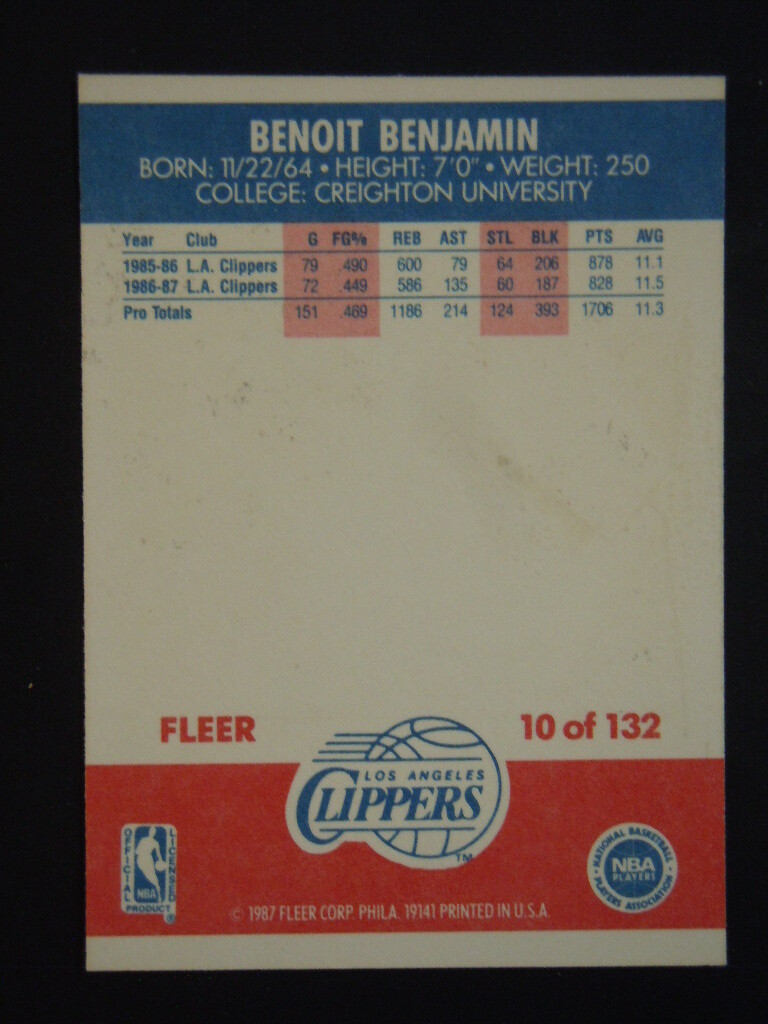 BENOIT BENJAMIN
BORN: 11/22/64 • HEIGHT: 7'0" • WEIGHT: 250
COLLEGE: CREIGHTON UNIVERSITY
Year Club G FG% REB AST STL BLK PTS AVG
1985-86 L.A. Clippers 79 .490 600 79 64 206 878 11.1
1986-87 L.A. Clippers 72 .449 586 135 60 187 828 11.5
Pro Totals 151 .469 1186 214 124 393 1706 11.3
FLEER 10 of 132
LOS ANGELES
CLIPPERS
TM
OFFICIAL LICENSED
NBA
PRODUCT ®
NATIONAL BASKETBALL
NBA
PLAYERS
PLAYERS ASSOCIATION
© 1987 FLEER CORP. PHILA. 19141 PRINTED IN U.S.A.